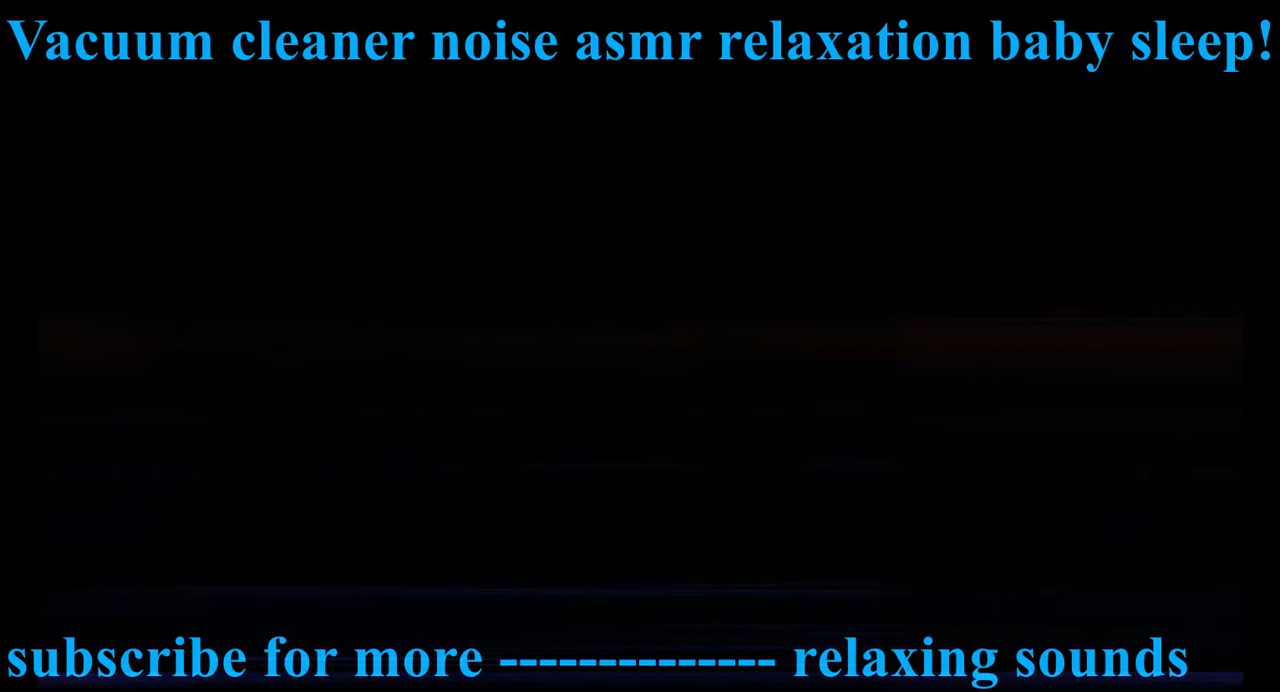 Vacuum cleaner noise asmr relaxation baby sleep!
subscribe for more -------------- relaxing sounds